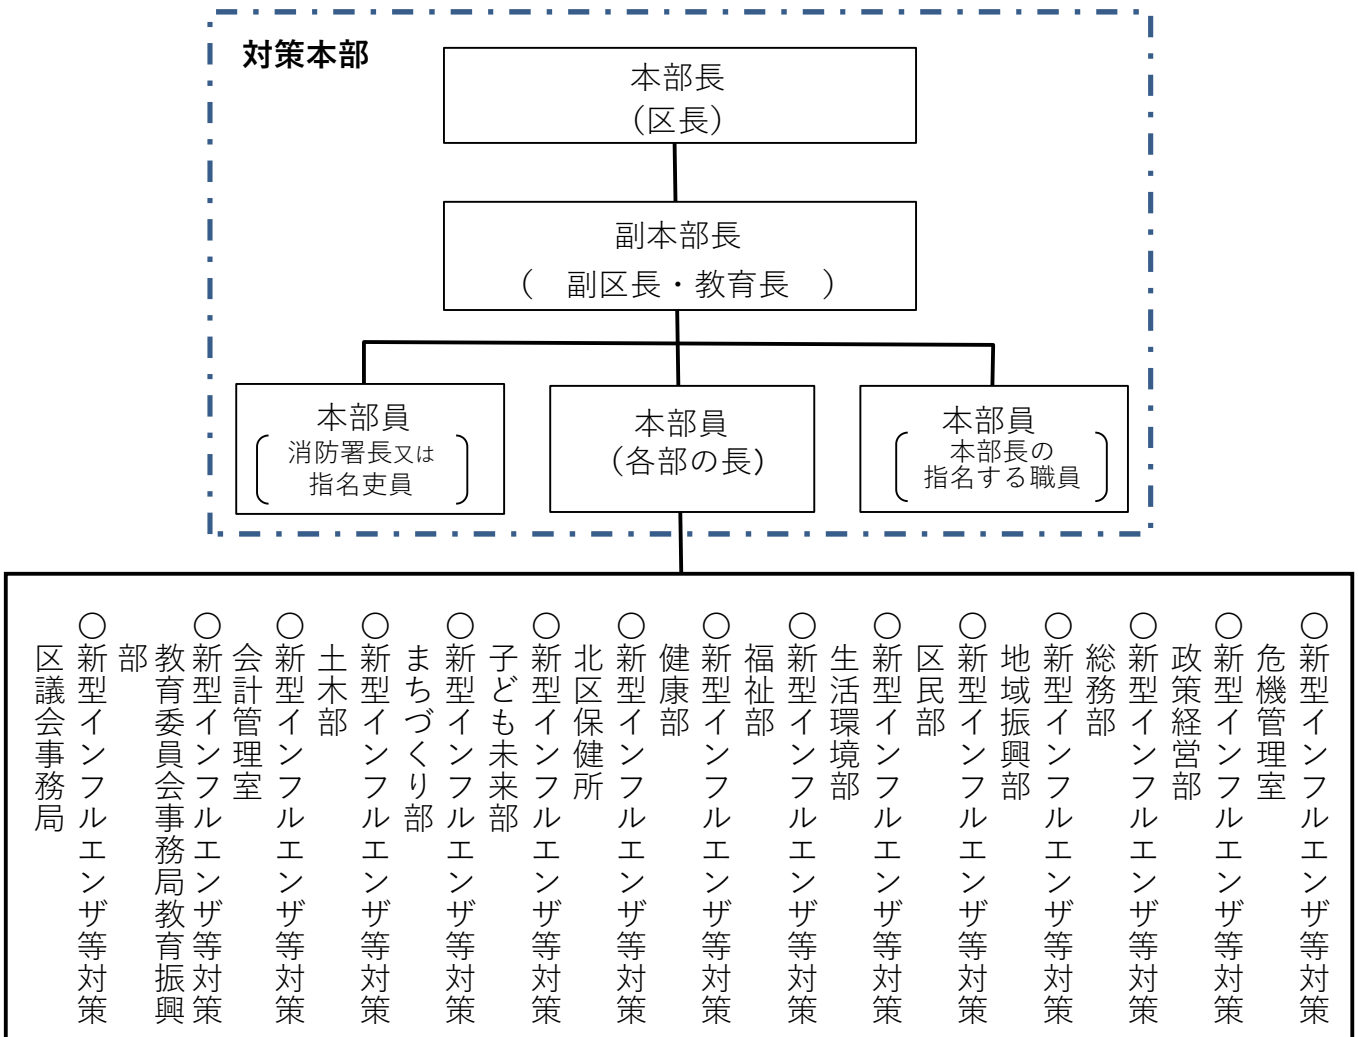 対策本部
本部長
（区長）
副本部長
（　副区長・教育長　）
本部員
消防署長又は
指名吏員
本部員
（各部の長）
本部員
本部長の
指名する職員
○新型インフルエンザ等対策
危機管理室
○新型インフルエンザ等対策
政策経営部
○新型インフルエンザ等対策
総務部
○新型インフルエンザ等対策
地域振興部
○新型インフルエンザ等対策
区民部
○新型インフルエンザ等対策
生活環境部
○新型インフルエンザ等対策
福祉部
○新型インフルエンザ等対策
健康部
○新型インフルエンザ等対策
北区保健所
○新型インフルエンザ等対策
子ども未来部
○新型インフルエンザ等対策
まちづくり部
○新型インフルエンザ等対策
土木部
○新型インフルエンザ等対策
会計管理室
○新型インフルエンザ等対策
教育委員会事務局教育振興
部
○新型インフルエンザ等対策
区議会事務局